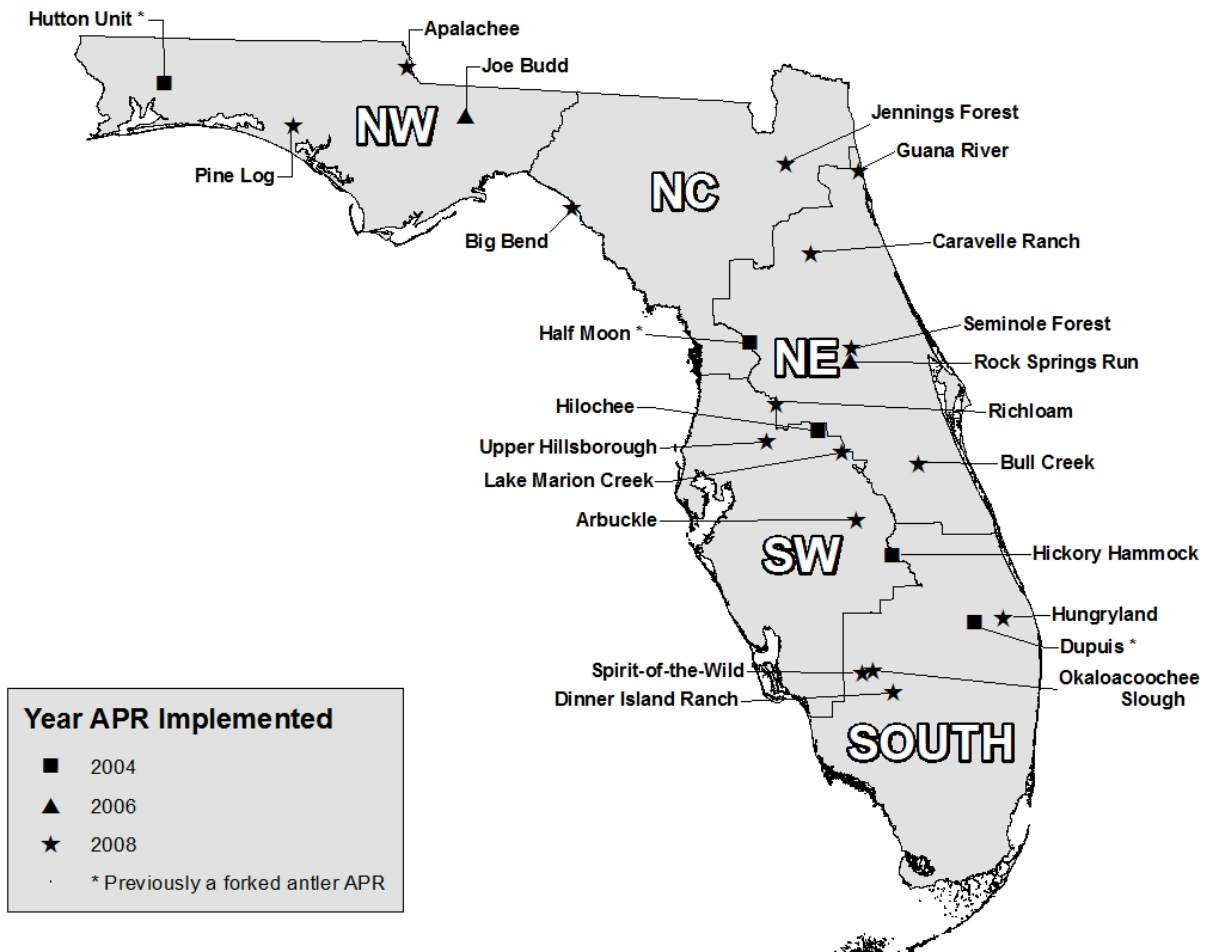 Hutton Unit *
Apalachee
Joe Budd
NW
Pine Log
Jennings Forest
Guana River
NC
Big Bend
Caravelle Ranch
Half Moon *
Seminole Forest
NE
Rock Springs Run
Hilochee
Richloam
Upper Hillsborough
Bull Creek
Lake Marion Creek
Arbuckle
SW
Hickory Hammock
Hungryland
Dupuis *
Spirit-of-the-Wild
Okaloacoochee
Slough
Dinner Island Ranch
SOUTH
Year APR Implemented
2004
2006
2008
* Previously a forked antler APR